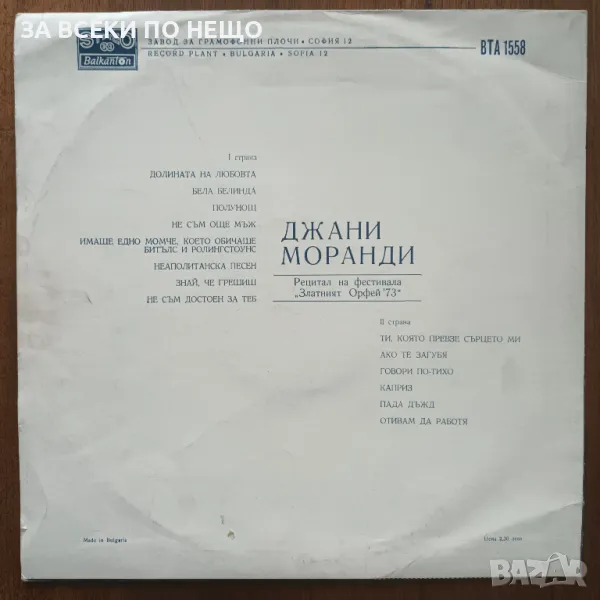 ЗА ВСЕКИ ПО НЕЩО
Balkanton
ЗАВОД ЗА ГРАМОФОННИ ПЛОЧИ • СОФИЯ 12
RECORD PLANT • BULGARIA • SOFIA 12
ВТА 1558
I страна
ДОЛИНАТА НА ЛЮБОВТА
БЕЛА БЕЛИНДА
ПОЛУНОЩ
НЕ СЪМ ОЩЕ МЪЖ
ИМАШЕ ЕДНО МОМЧЕ, КОЕТО ОБИЧАШЕ
БИТЪЛС И РОЛИНГСТОУНС
НЕАПОЛИТАНСКА ПЕСЕН
ЗНАЙ, ЧЕ ГРЕШИШ
НЕ СЪМ ДОСТОЕН ЗА ТЕБ
ДЖАНИ
МОРАНДИ
Рецитал на фестивала
„Златният Орфей '73“
II страна
ТИ, КОЯТО ПРЕВЗЕ СЪРЦЕТО МИ
АКО ТЕ ЗАГУБЯ
ГОВОРИ ПО-ТИХО
КАПРИЗ
ПАДА ДЪЖД
ОТИВАМ ДА РАБОТЯ
Made in Bulgaria
Цена
BAZAR